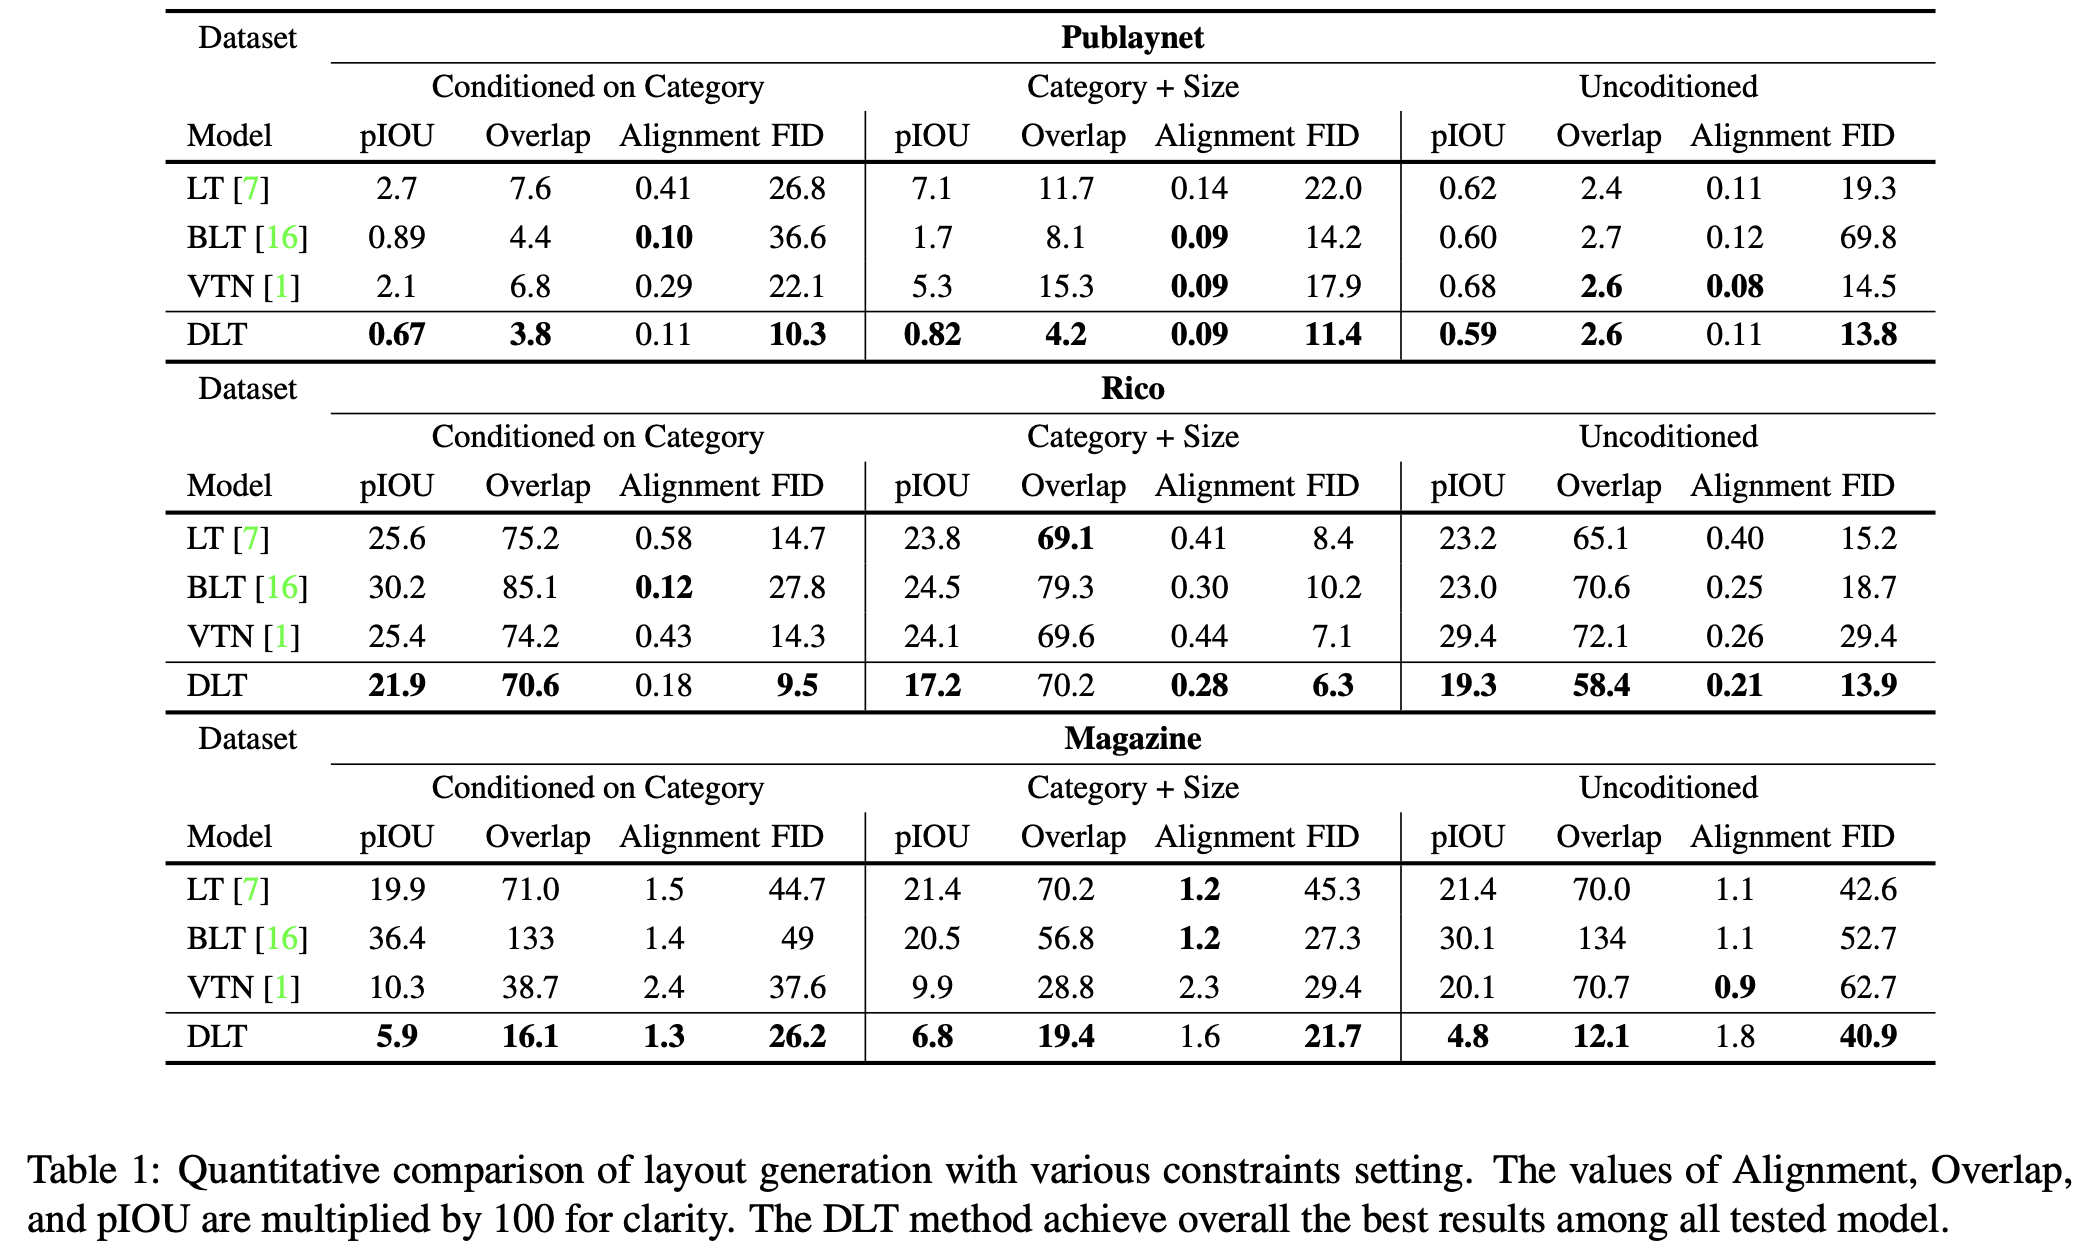 Dataset Publaynet
Conditioned on Category Category + Size Uncoditioned
Model pIOU Overlap Alignment FID pIOU Overlap Alignment FID pIOU Overlap Alignment FID
LT [7] 2.7 7.6 0.41 26.8 7.1 11.7 0.14 22.0 0.62 2.4 0.11 19.3
BLT [16] 0.89 4.4 0.10 36.6 1.7 8.1 0.09 14.2 0.60 2.7 0.12 69.8
VTN [1] 2.1 6.8 0.29 22.1 5.3 15.3 0.09 17.9 0.68 2.6 0.08 14.5
DLT 0.67 3.8 0.11 10.3 0.82 4.2 0.09 11.4 0.59 2.6 0.11 13.8
Dataset Rico
Conditioned on Category Category + Size Uncoditioned
Model pIOU Overlap Alignment FID pIOU Overlap Alignment FID pIOU Overlap Alignment FID
LT [7] 25.6 75.2 0.58 14.7 23.8 69.1 0.41 8.4 23.2 65.1 0.40 15.2
BLT [16] 30.2 85.1 0.12 27.8 24.5 79.3 0.30 10.2 23.0 70.6 0.25 18.7
VTN [1] 25.4 74.2 0.43 14.3 24.1 69.6 0.44 7.1 29.4 72.1 0.26 29.4
DLT 21.9 70.6 0.18 9.5 17.2 70.2 0.28 6.3 19.3 58.4 0.21 13.9
Dataset Magazine
Conditioned on Category Category + Size Uncoditioned
Model pIOU Overlap Alignment FID pIOU Overlap Alignment FID pIOU Overlap Alignment FID
LT [7] 19.9 71.0 1.5 44.7 21.4 70.2 1.2 45.3 21.4 70.0 1.1 42.6
BLT [16] 36.4 133 1.4 49 20.5 56.8 1.2 27.3 30.1 134 1.1 52.7
VTN [1] 10.3 38.7 2.4 37.6 9.9 28.8 2.3 29.4 20.1 70.7 0.9 62.7
DLT 5.9 16.1 1.3 26.2 6.8 19.4 1.6 21.7 4.8 12.1 1.8 40.9
Table 1: Quantitative comparison of layout generation with various constraints setting. The values of Alignment, Overlap,
and pIOU are multiplied by 100 for clarity. The DLT method achieve overall the best results among all tested model.